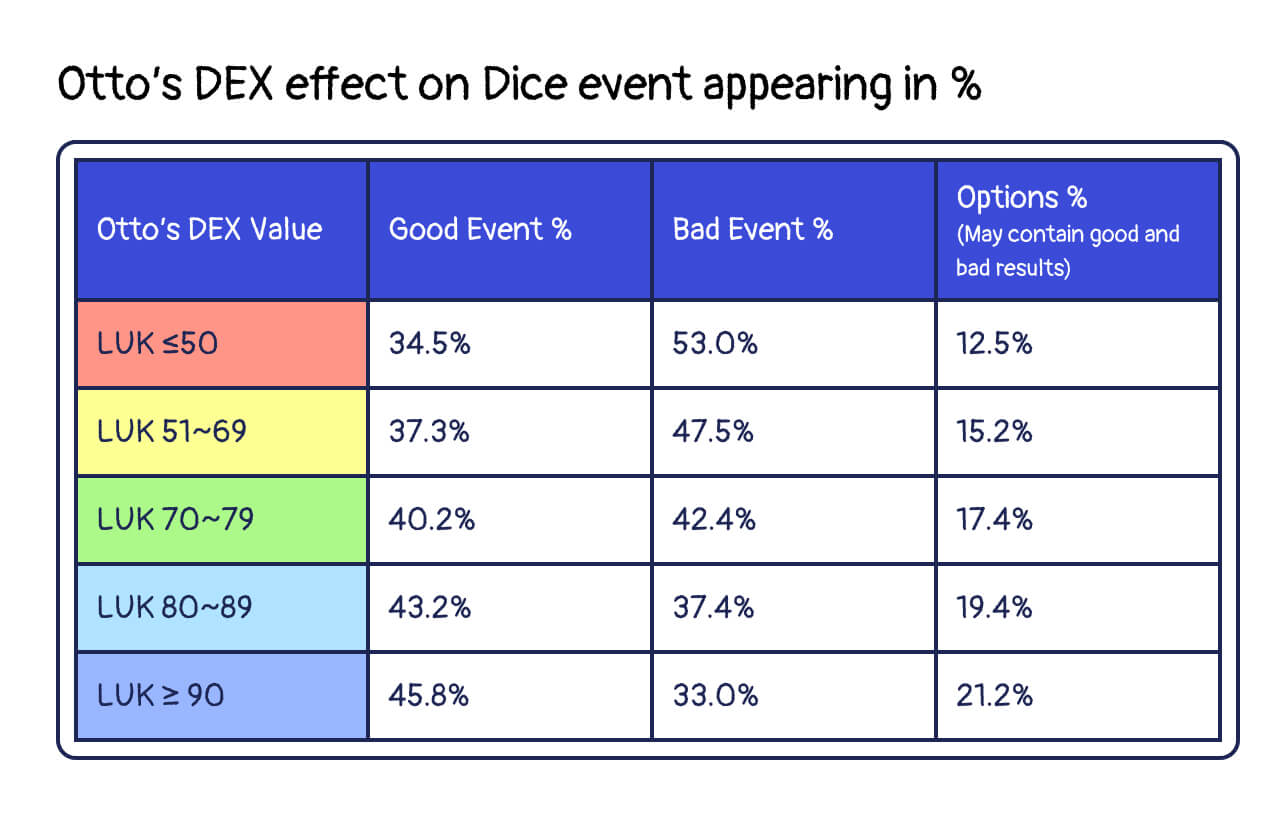 Otto's DEX effect on Dice event appearing in %
Otto's DEX Value
Good Event %
Bad Event %
Options %
(May contain good and
bad results)
LUK ≤50
34.5%
53.0%
12.5%
LUK 51~69
37.3%
47.5%
15.2%
LUK 70~79
40.2%
42.4%
17.4%
LUK 80~89
43.2%
37.4%
19.4%
LUK ≥ 90
45.8%
33.0%
21.2%